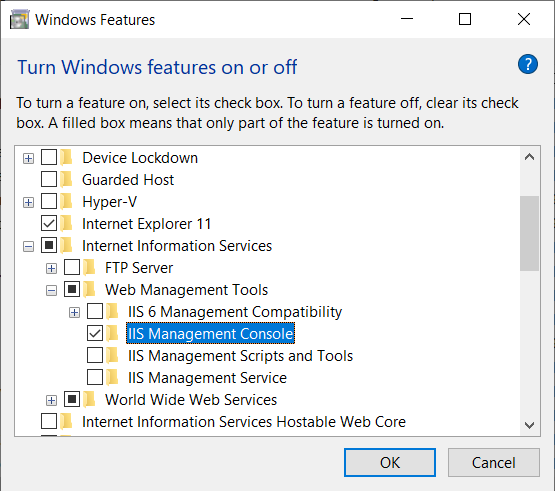 Windows Features
Turn Windows features on or off
?
To turn a feature on, select its check box. To turn a feature off, clear its check
box. A filled box means that only part of the feature is turned on.
Device Lockdown
Guarded Host
Hyper-V
Internet Explorer 11
Internet Information Services
FTP Server
Web Management Tools
IIS 6 Management Compatibility
IIS Management Console
IIS Management Scripts and Tools
IIS Management Service
World Wide Web Services
Internet Information Services Hostable Web Core
OK
Cancel